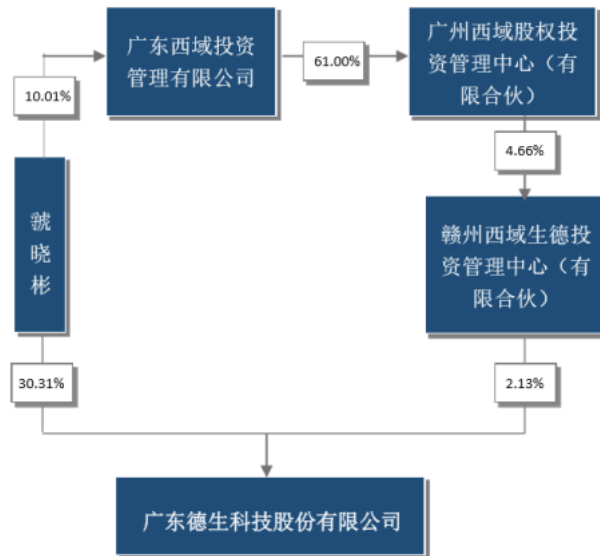 广东西域投资
管理有限公司
61.00%
广州西域股权投
资管理中心（有
限合伙）
10.01%
4.66%
虢
晓
彬
赣州西域生德投
资管理中心（有
限合伙）
30.31%
2.13%
广东德生科技股份有限公司